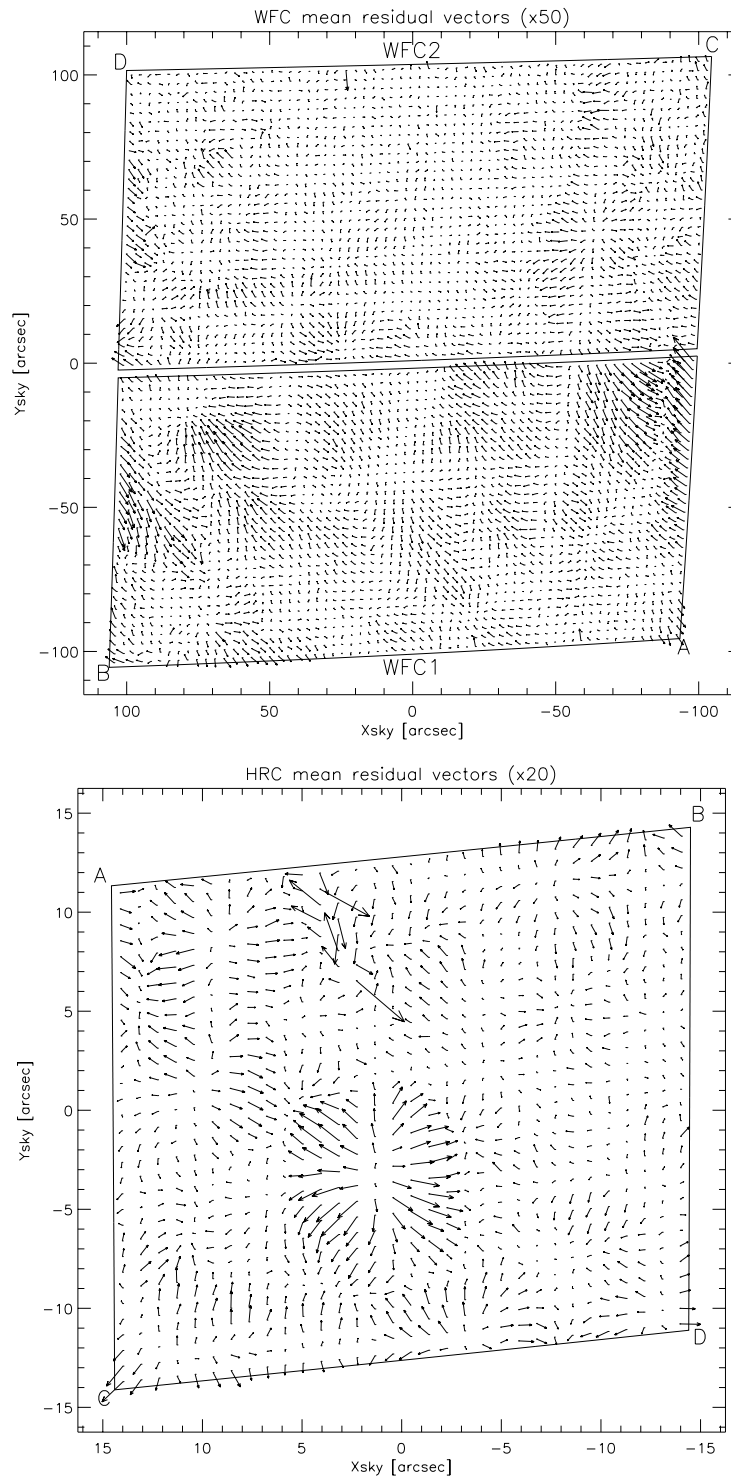 WFC mean residual vectors (x50)
D
WFC2
C
100
50
0
-50
-100
Ysky [arcsec]
B
WFC1
A
100
50
0
-50
-100
Xsky [arcsec]
HRC mean residual vectors (x20)
15
10
5
0
-5
-10
-15
Ysky [arcsec]
A
B
C
D
15
10
5
0
-5
-10
-15
Xsky [arcsec]